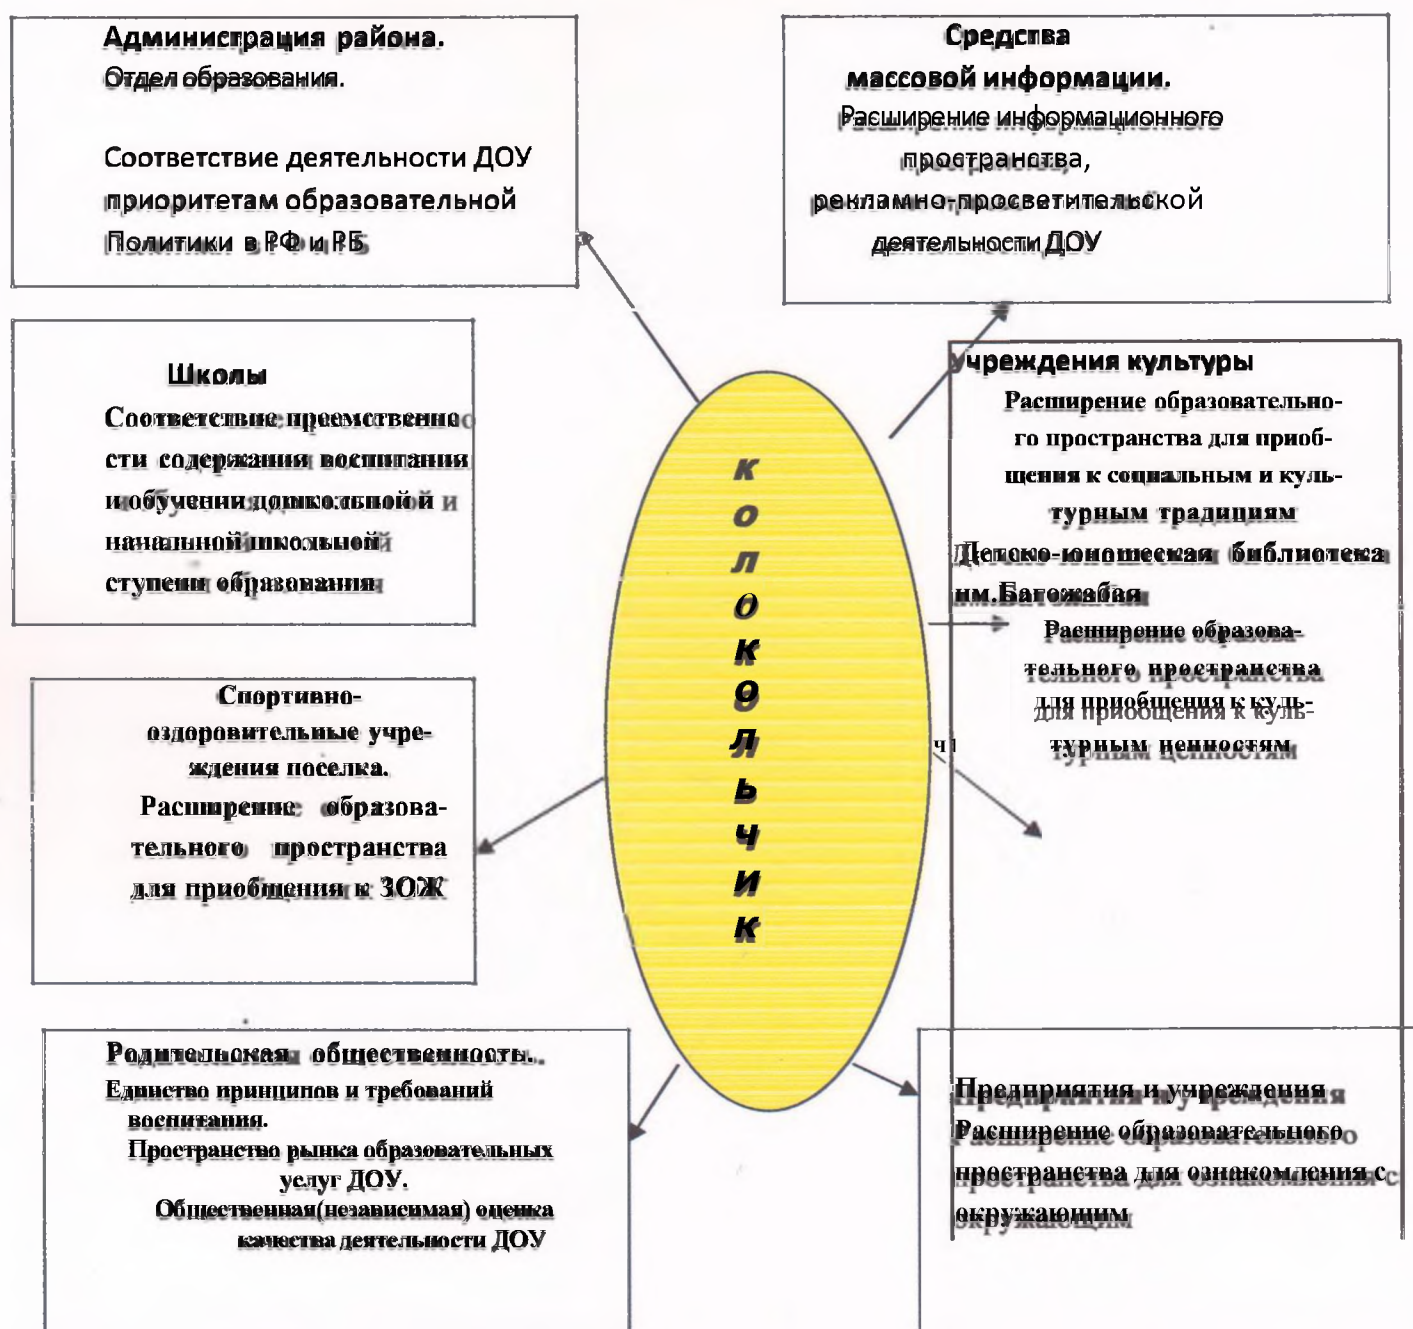 Администрация района.
Отдел образования.
Соответствие деятельности ДОУ
приоритетам образовательной
Политики в РФ и РБ
Средства
массовой информации.
Расширение информационного
пространства,
рекламно-просветительской
деятельности ДОУ
Школы
Соответствие преемственно
сти содержания воспитания
и обучении дошкольной и
начальной школьной
ступени образования
Учреждения культуры
Расширение образовательно-
го пространства для приоб-
щения к социальным и куль-
турным традициям
Детско-юношеская библиотека
им.Багожабая
Расширение образова-
тельного пространства
для приобщения к куль-
турным ценностям
Спортивно-
оздоровительные учре-
ждения поселка.
Расширение образова-
тельного пространства
для приобщения к ЗОЖ
к
о
л
о
к
о
л
ь
ч
и
к
Родительская общественность.
Единство принципов и требований
воспитания.
Пространство рынка образовательных
услуг ДОУ.
Общественная(независимая) оценка
качества деятельности ДОУ
Предприятия и учреждения
Расширение образовательного
пространства для ознакомления с
окружающим